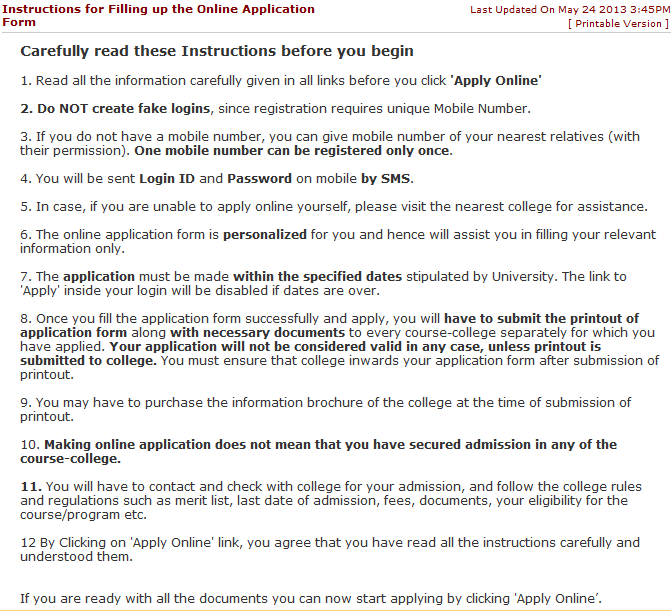 Instructions for Filling up the Online Application
Form
Last Updated On May 24 2013 3:45PM
[ Printable Version ]
Carefully read these Instructions before you begin
1. Read all the information carefully given in all links before you click 'Apply Online'
2. Do NOT create fake logins, since registration requires unique Mobile Number.
3. If you do not have a mobile number, you can give mobile number of your nearest relatives (with
their permission). One mobile number can be registered only once.
4. You will be sent Login ID and Password on mobile by SMS.
5. In case, if you are unable to apply online yourself, please visit the nearest college for assistance.
6. The online application form is personalized for you and hence will assist you in filling your relevant
information only.
7. The application must be made within the specified dates stipulated by University. The link to
'Apply' inside your login will be disabled if dates are over.
8. Once you fill the application form successfully and apply, you will have to submit the printout of
application form along with necessary documents to every course-college separately for which you
have applied. Your application will not be considered valid in any case, unless printout is
submitted to college. You must ensure that college inwards your application form after submission of
printout.
9. You may have to purchase the information brochure of the college at the time of submission of
printout.
10. Making online application does not mean that you have secured admission in any of the
course-college.
11. You will have to contact and check with college for your admission, and follow the college rules
and regulations such as merit list, last date of admission, fees, documents, your eligibility for the
course/program etc.
12 By Clicking on 'Apply Online' link, you agree that you have read all the instructions carefully and
understood them.
If you are ready with all the documents you can now start applying by clicking 'Apply Online’.